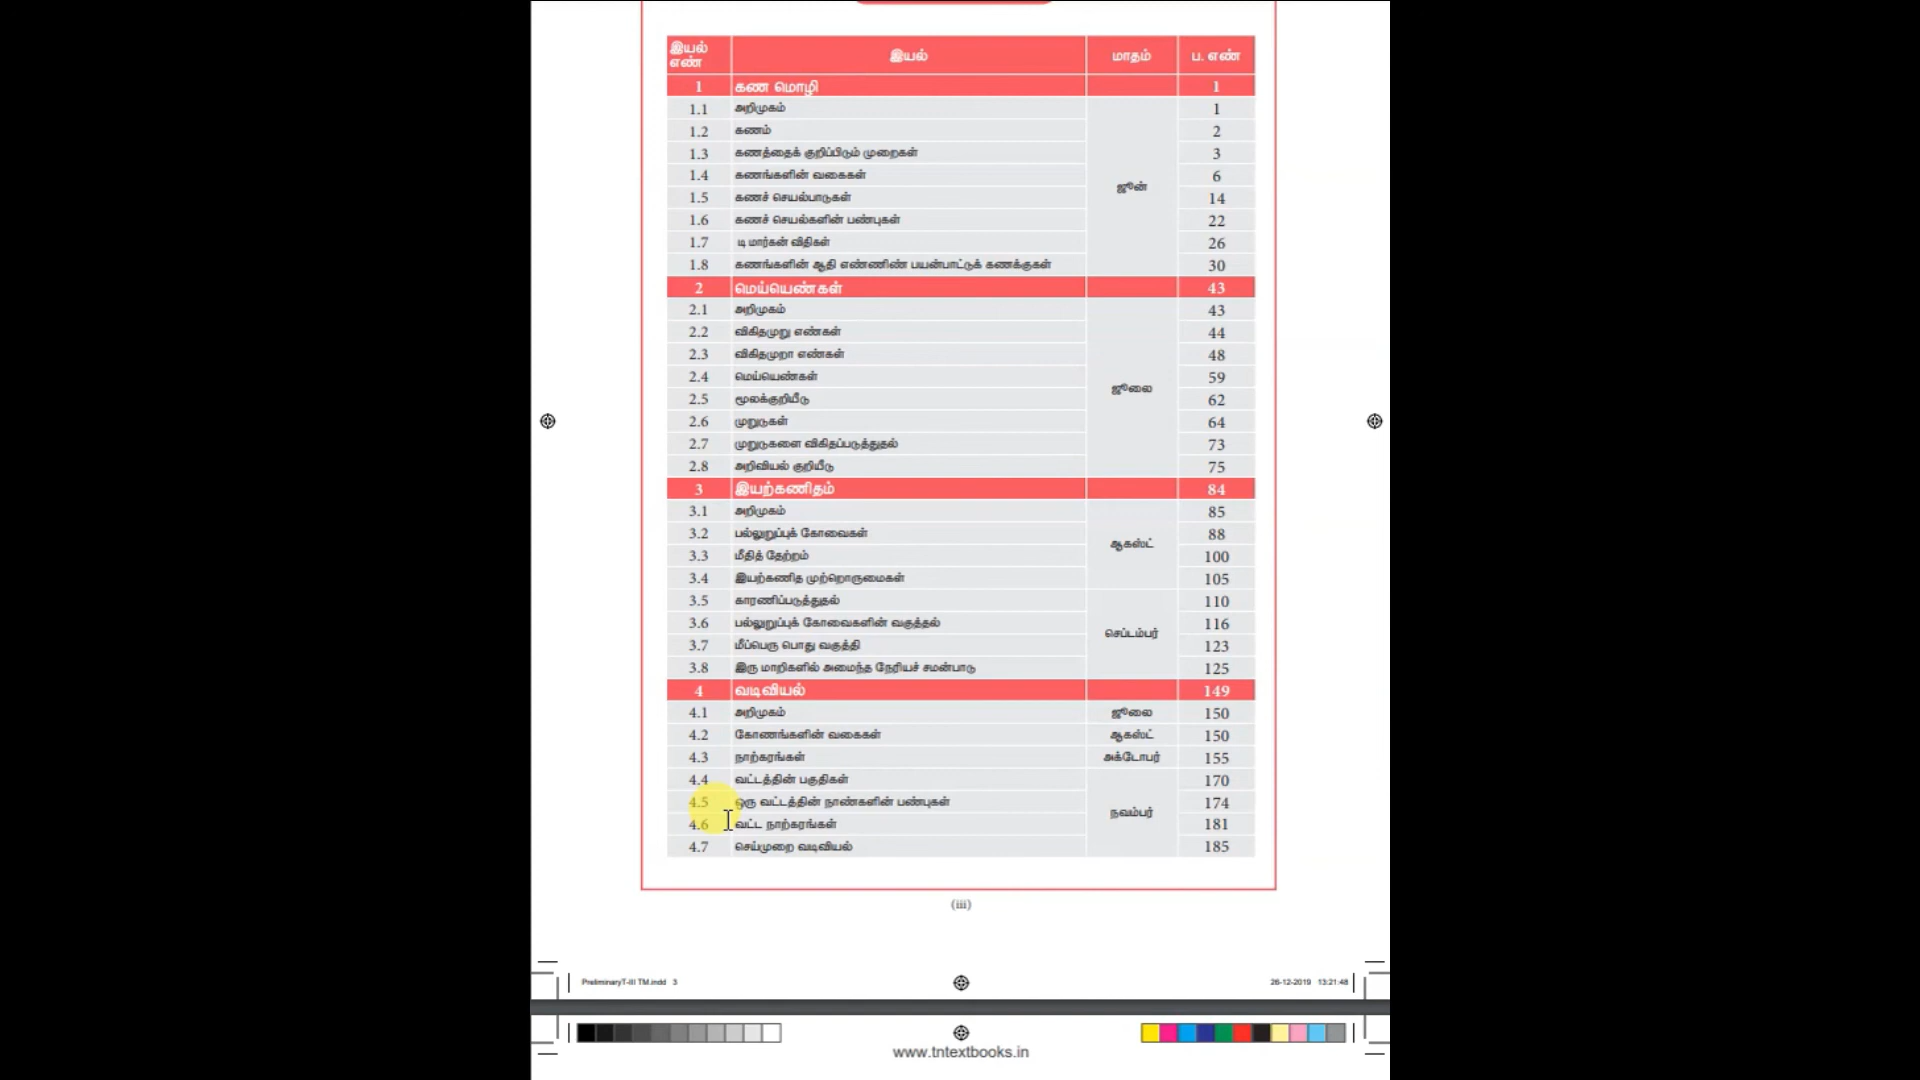 இயல் எண் இயல் மாதம் ப. எண்
1 கண மொழி 1
1.1 அறிமுகம் 1
1.2 கணம் 2
1.3 கணத்தைக் குறிப்பிடும் முறைகள் 3
1.4 கணங்களின் வகைகள் 6
ஜூன்
1.5 கணச் செயல்பாடுகள் 14
1.6 கணச் செயல்களின் பண்புகள் 22
1.7 டி மார்கன் விதிகள் 26
1.8 கணங்களின் ஆதி எண்ணிண் பயன்பாட்டுக் கணக்குகள் 30
2 மெய்யெண்கள் 43
2.1 அறிமுகம் 43
2.2 விகிதமுறு எண்கள் 44
2.3 விகிதமுறா எண்கள் 48
2.4 மெய்யெண்கள் 59
ஜூலை
2.5 மூலக்குறியீடு 62
2.6 முறுடுகள் 64
2.7 முறுடுகளை விகிதப்படுத்துதல் 73
2.8 அறிவியல் குறியீடு 75
3 இயற்கணிதம் 84
3.1 அறிமுகம் 85
3.2 பல்லுறுப்புக் கோவைகள் 88
ஆகஸ்ட்
3.3 மீதித் தேற்றம் 100
3.4 இயற்கணித முற்றொருமைகள் 105
3.5 காரணிப்படுத்துதல் 110
3.6 பல்லுறுப்புக் கோவைகளின் வகுத்தல் 116
செப்டம்பர்
3.7 மீப்பெரு பொது வகுத்தி 123
3.8 இரு மாறிகளில் அமைந்த நேரியச் சமன்பாடு 125
4 வடிவியல் 149
4.1 அறிமுகம் ஜூலை 150
4.2 கோணங்களின் வகைகள் ஆகஸ்ட் 150
4.3 நாற்கரங்கள் அக்டோபர் 155
4.4 வட்டத்தின் பகுதிகள் 170
4.5 ஒரு வட்டத்தின் நாண்களின் பண்புகள் 174
நவம்பர்
4.6 வட்ட நாற்கரங்கள் 181
4.7 செய்முறை வடிவியல் 185
(iii)
PreliminaryT-III TM.indd 3 26-12-2019 13:21:48
www.tntextbooks.in